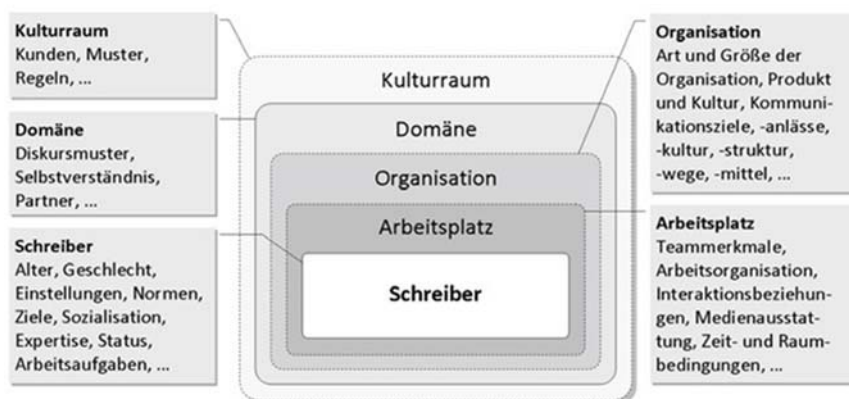 Kulturraum
Kunden, Muster,
Regeln, ...
Domäne
Diskursmuster,
Selbstverständnis,
Partner, ...
Schreiber
Alter, Geschlecht,
Einstellungen, Normen,
Ziele, Sozialisation,
Expertise, Status,
Arbeitsaufgaben, ...
Kulturraum
Domäne
Organisation
Arbeitsplatz
Schreiber
Organisation
Art und Größe der
Organisation, Produkt
und Kultur, Kommuni-
kationsziele, -anlässe,
-kultur, -struktur,
-wege, -mittel, ...
Arbeitsplatz
Teammerkmale,
Arbeitsorganisation,
Interaktionsbeziehun-
gen, Medienausstat-
tung, Zeit- und Raum-
bedingungen, ...